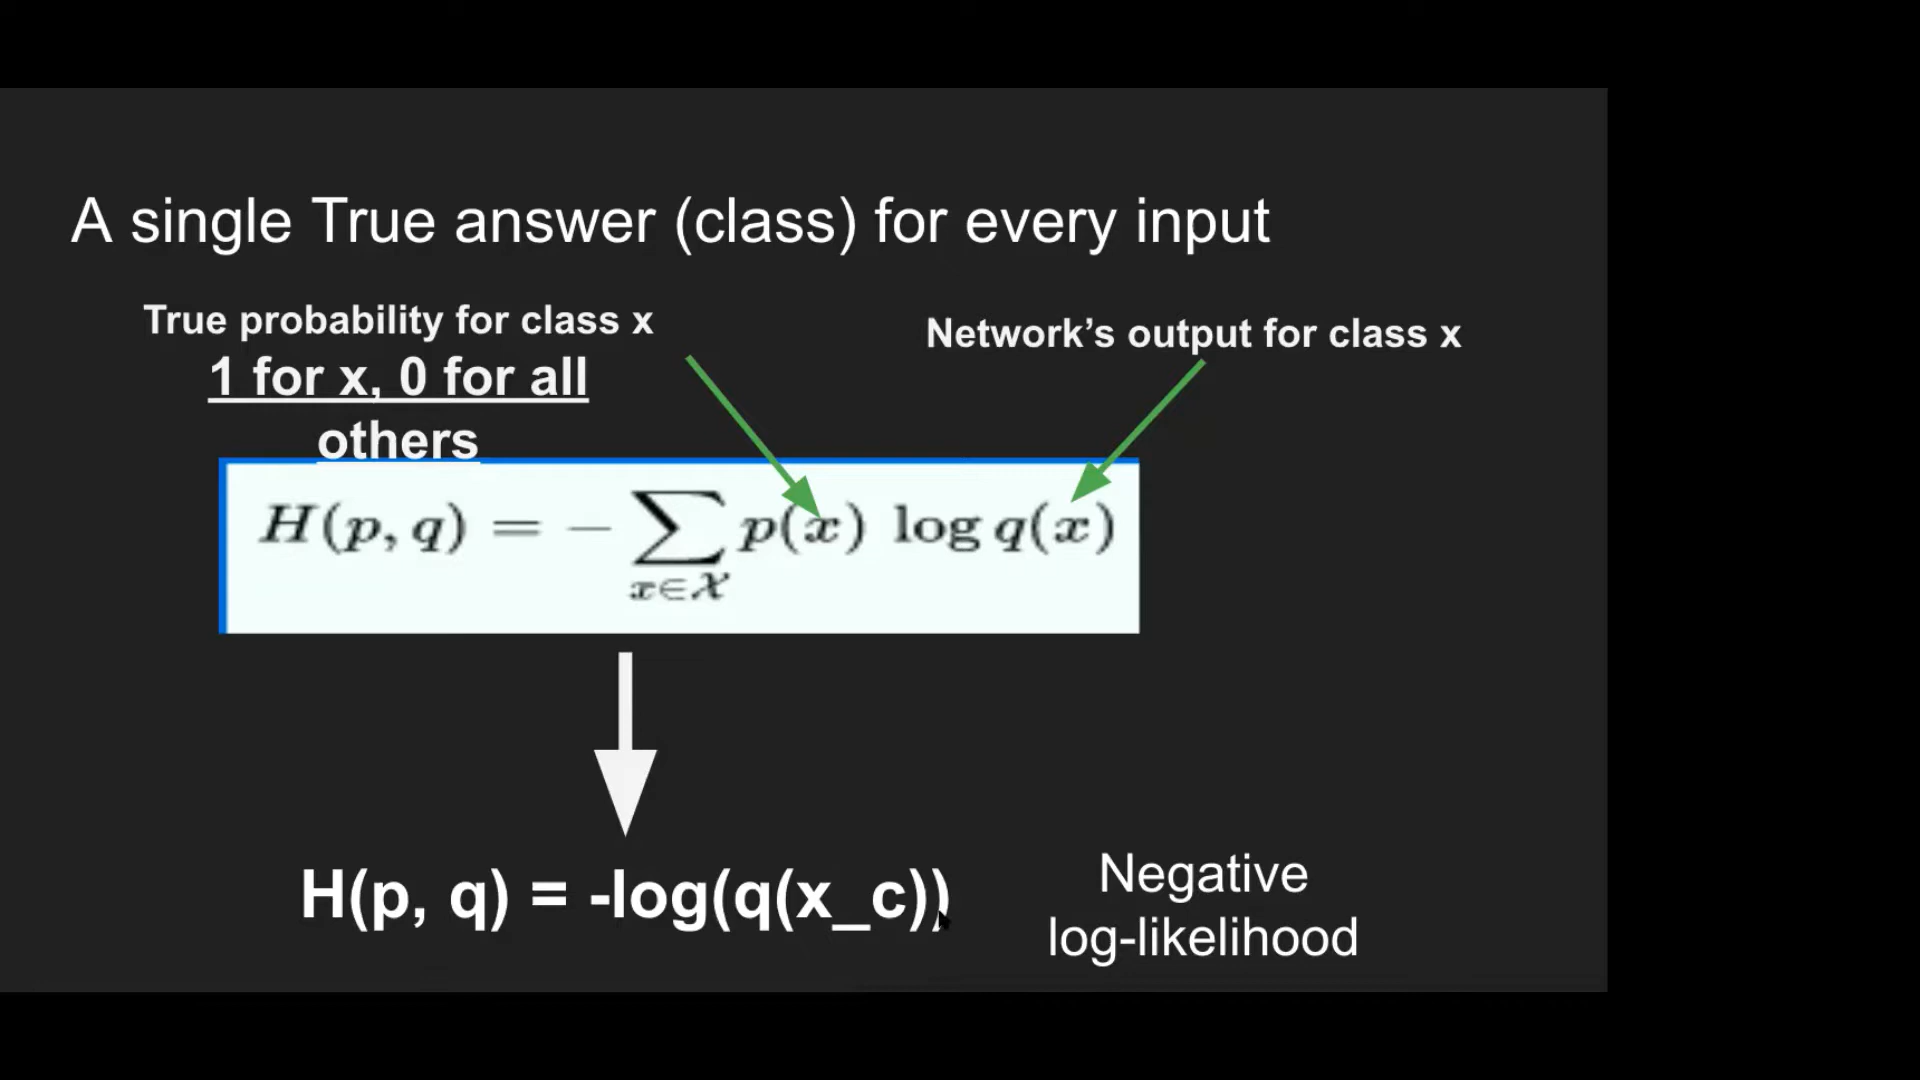 A single True answer (class) for every input
True probability for class x
1 for x, 0 for all
others
Network’s output for class x
H(p, q) = − ∑ p(x) log q(x)
x∈𝒳
H(p, q) = -log(q(x_c))
Negative
log-likelihood